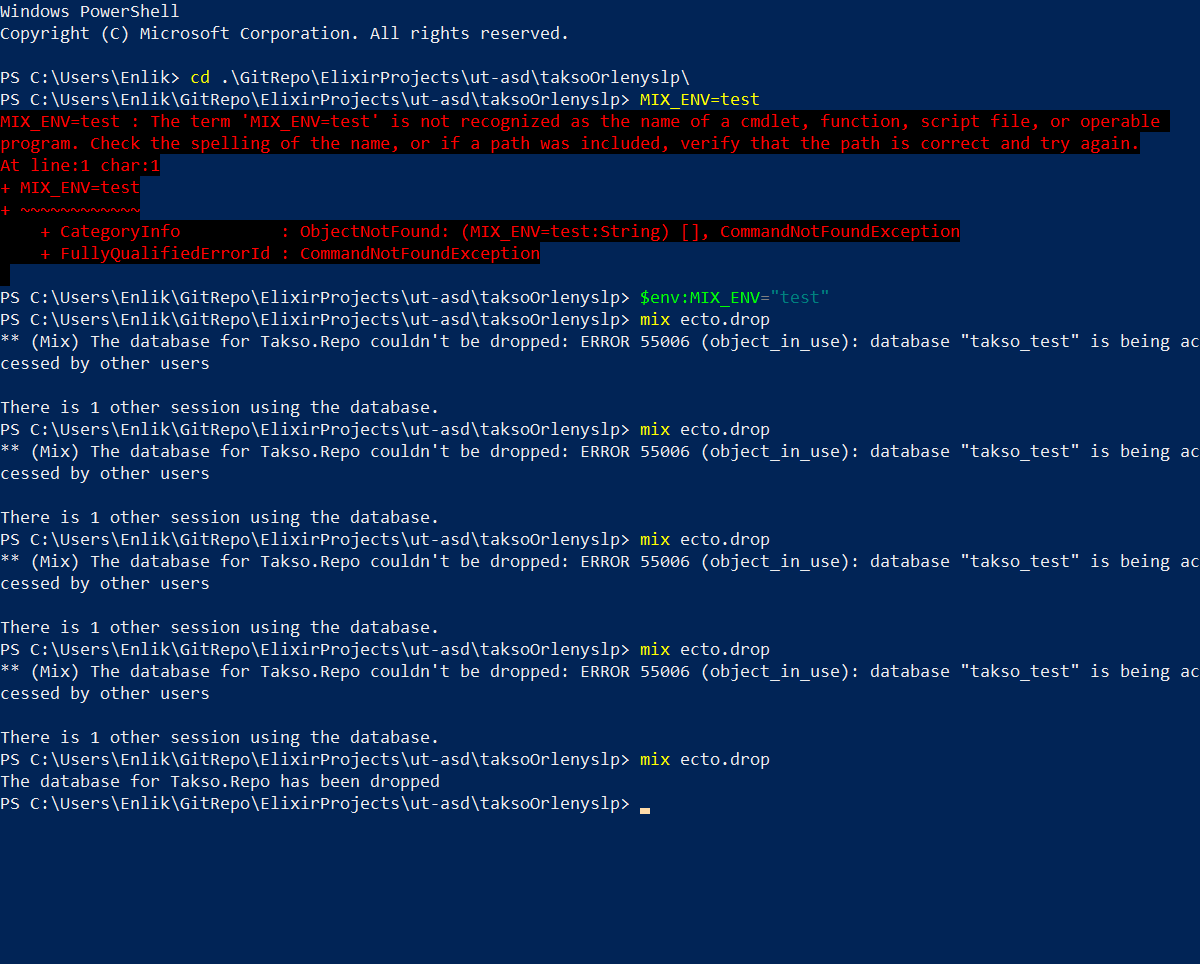 Windows PowerShell
Copyright (C) Microsoft Corporation. All rights reserved.
PS C:\Users\Enlik> cd .\GitRepo\ElixirProjects\ut-asd\taksoOrlenyslp\
PS C:\Users\Enlik\GitRepo\ElixirProjects\ut-asd\taksoOrlenyslp> MIX_ENV=test
MIX_ENV=test : The term 'MIX_ENV=test' is not recognized as the name of a cmdlet, function, script file, or operable
program. Check the spelling of the name, or if a path was included, verify that the path is correct and try again.
At line:1 char:1
+ MIX_ENV=test
+ ~~~~~~~~~~~~
    + CategoryInfo          : ObjectNotFound: (MIX_ENV=test:String) [], CommandNotFoundException
    + FullyQualifiedErrorId : CommandNotFoundException
PS C:\Users\Enlik\GitRepo\ElixirProjects\ut-asd\taksoOrlenyslp> $env:MIX_ENV="test"
PS C:\Users\Enlik\GitRepo\ElixirProjects\ut-asd\taksoOrlenyslp> mix ecto.drop
** (Mix) The database for Takso.Repo couldn't be dropped: ERROR 55006 (object_in_use): database "takso_test" is being ac
cessed by other users
There is 1 other session using the database.
PS C:\Users\Enlik\GitRepo\ElixirProjects\ut-asd\taksoOrlenyslp> mix ecto.drop
** (Mix) The database for Takso.Repo couldn't be dropped: ERROR 55006 (object_in_use): database "takso_test" is being ac
cessed by other users
There is 1 other session using the database.
PS C:\Users\Enlik\GitRepo\ElixirProjects\ut-asd\taksoOrlenyslp> mix ecto.drop
** (Mix) The database for Takso.Repo couldn't be dropped: ERROR 55006 (object_in_use): database "takso_test" is being ac
cessed by other users
There is 1 other session using the database.
PS C:\Users\Enlik\GitRepo\ElixirProjects\ut-asd\taksoOrlenyslp> mix ecto.drop
** (Mix) The database for Takso.Repo couldn't be dropped: ERROR 55006 (object_in_use): database "takso_test" is being ac
cessed by other users
There is 1 other session using the database.
PS C:\Users\Enlik\GitRepo\ElixirProjects\ut-asd\taksoOrlenyslp> mix ecto.drop
The database for Takso.Repo has been dropped
PS C:\Users\Enlik\GitRepo\ElixirProjects\ut-asd\taksoOrlenyslp>